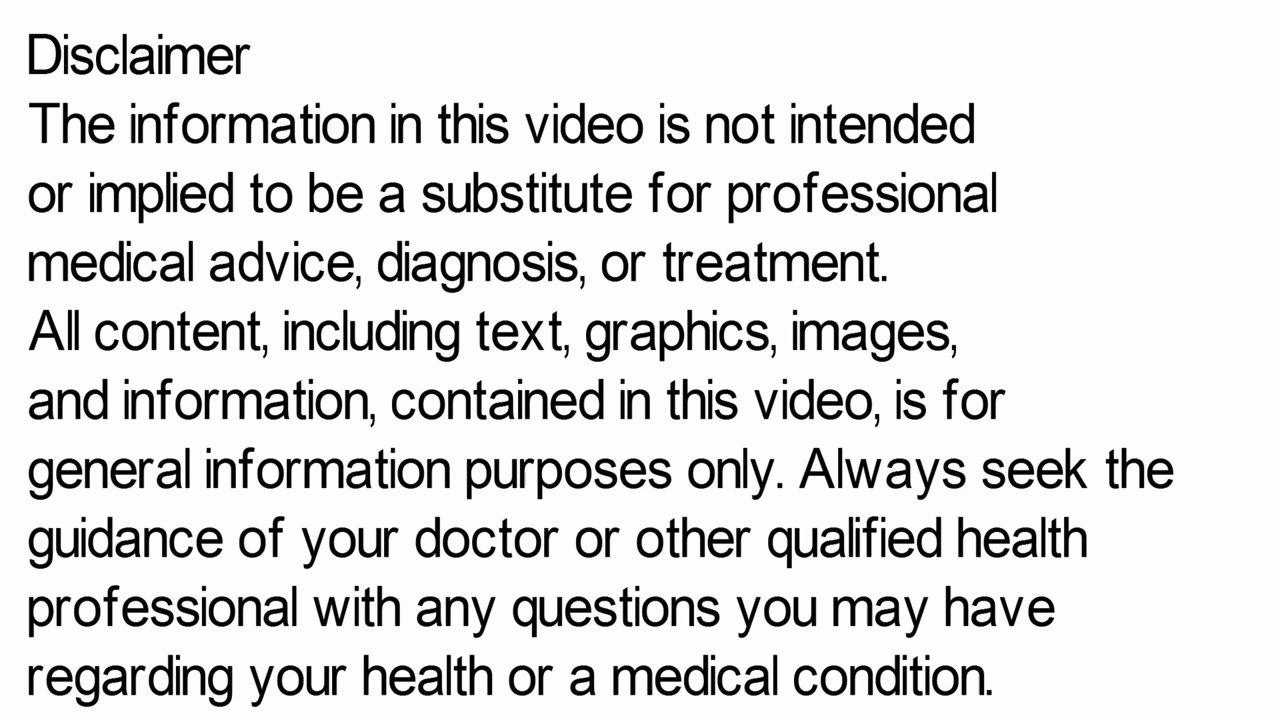 Disclaimer
The information in this video is not intended
or implied to be a substitute for professional
medical advice, diagnosis, or treatment.
All content, including text, graphics, images,
and information, contained in this video, is for
general information purposes only. Always seek the
guidance of your doctor or other qualified health
professional with any questions you may have
regarding your health or a medical condition.